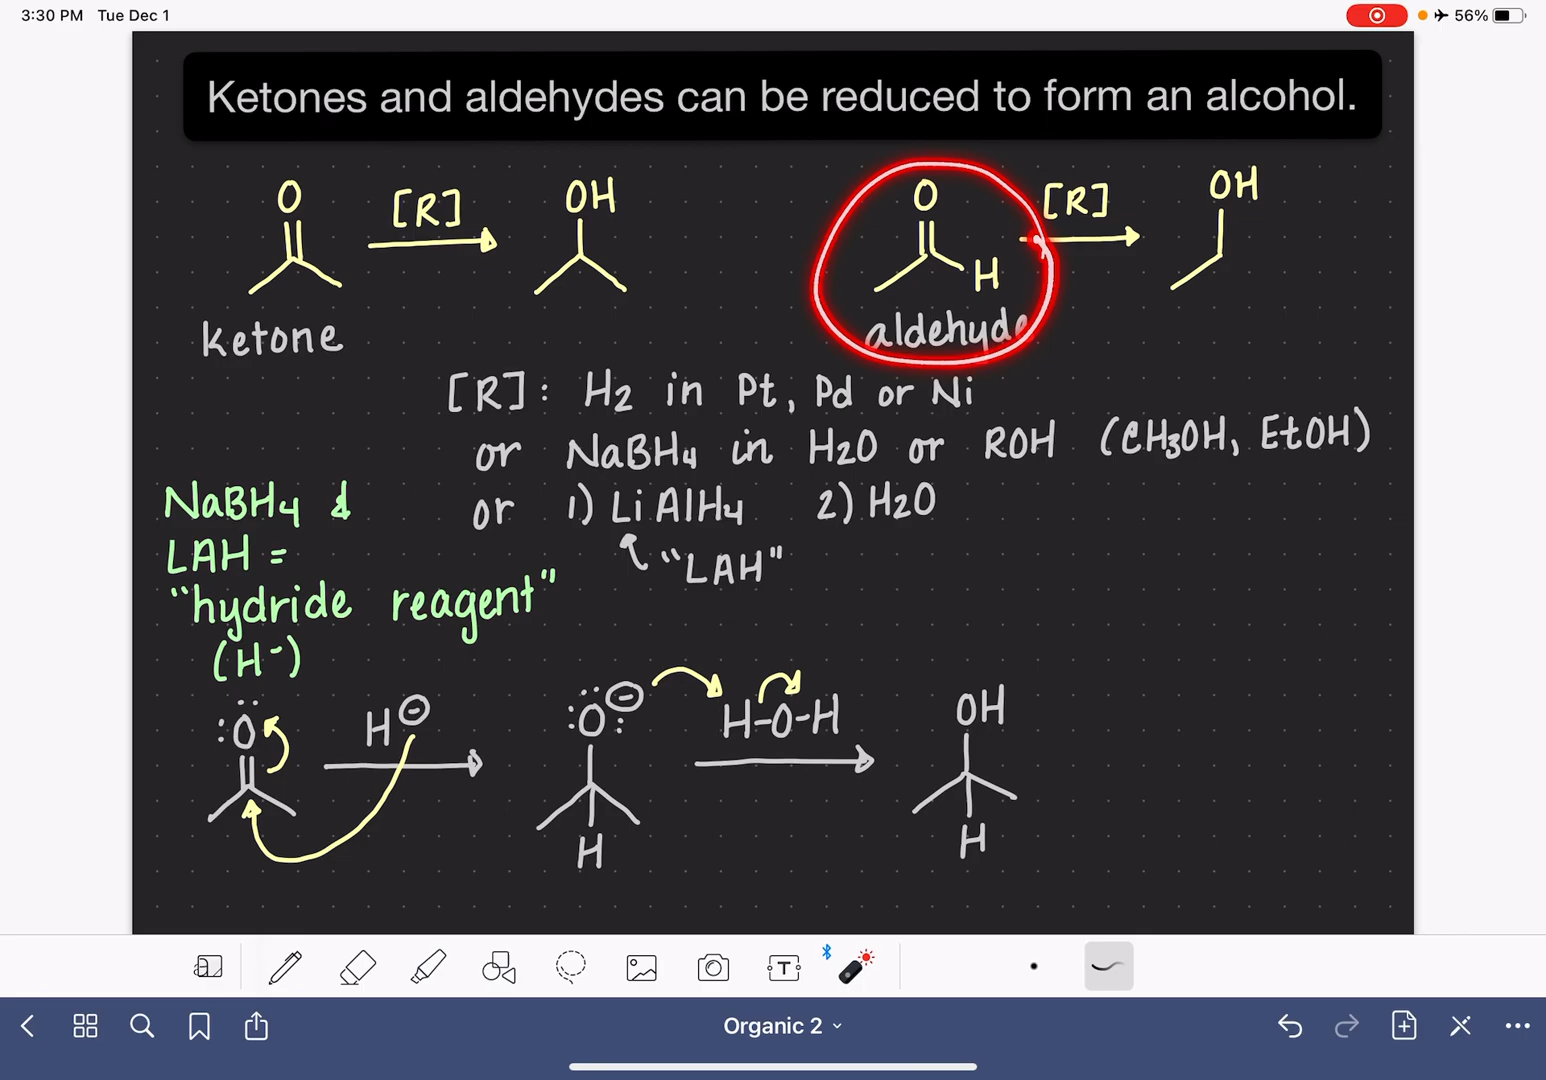 3:30 PM Tue Dec 1
56%
Ketones and aldehydes can be reduced to form an alcohol.
O [R] OH O [R] OH
H
ketone aldehyde
[R]: H2 in Pt, Pd or Ni
or NaBH4 in H2O or ROH (CH3OH, EtOH)
or 1) LiAlH4 2) H2O
"LAH"
NaBH4 &
LAH =
"hydride reagent"
(H-)
:O: H⊖ :O:⊖ H-O-H OH
H H
T
Organic 2